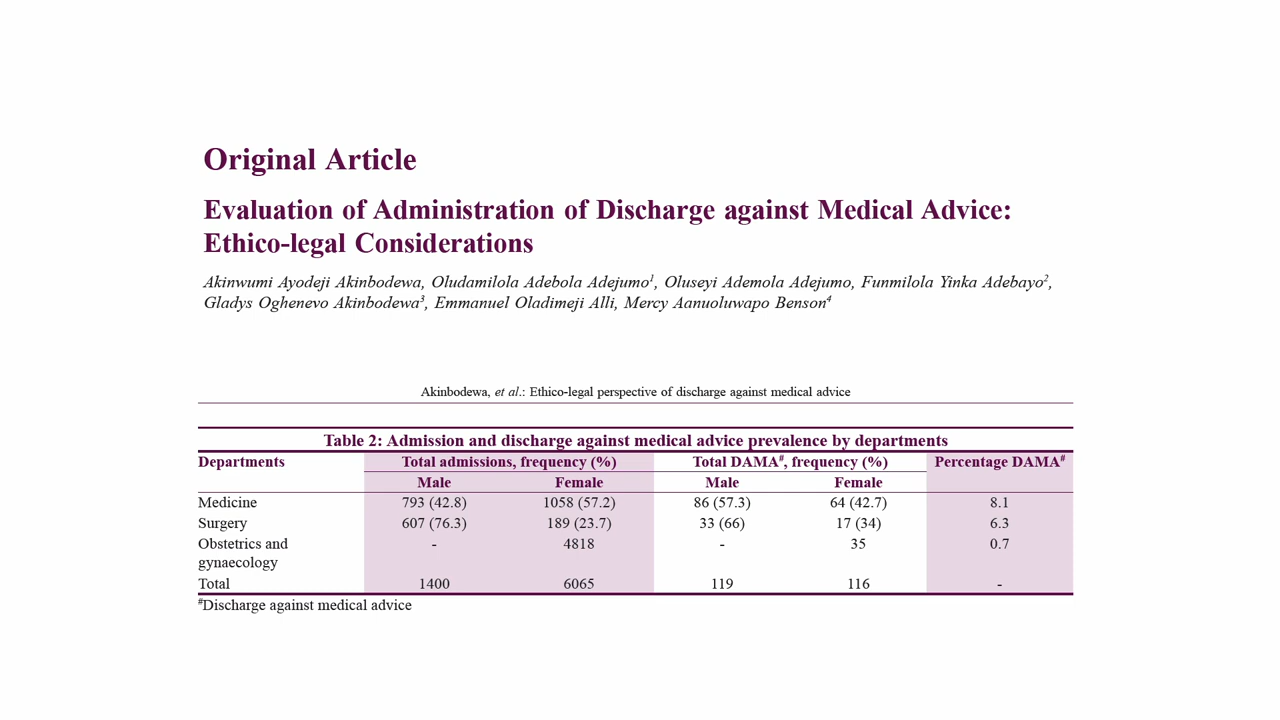 Original Article
Evaluation of Administration of Discharge against Medical Advice:
Ethico-legal Considerations
Akinwumi Ayodeji Akinbodewa, Oludamilola Adebola Adejumo¹, Oluseyi Ademola Adejumo, Funmilola Yinka Adebayo²,
Gladys Oghenevo Akinbodewa³, Emmanuel Oladimeji Alli, Mercy Aanuoluwapo Benson⁴
Akinbodewa, et al.: Ethico-legal perspective of discharge against medical advice
Table 2: Admission and discharge against medical advice prevalence by departments
Departments Total admissions, frequency (%) Total DAMA#, frequency (%) Percentage DAMA#
Male Female Male Female
Medicine 793 (42.8) 1058 (57.2) 86 (57.3) 64 (42.7) 8.1
Surgery 607 (76.3) 189 (23.7) 33 (66) 17 (34) 6.3
Obstetrics and - 4818 - 35 0.7
gynaecology
Total 1400 6065 119 116 -
#Discharge against medical advice